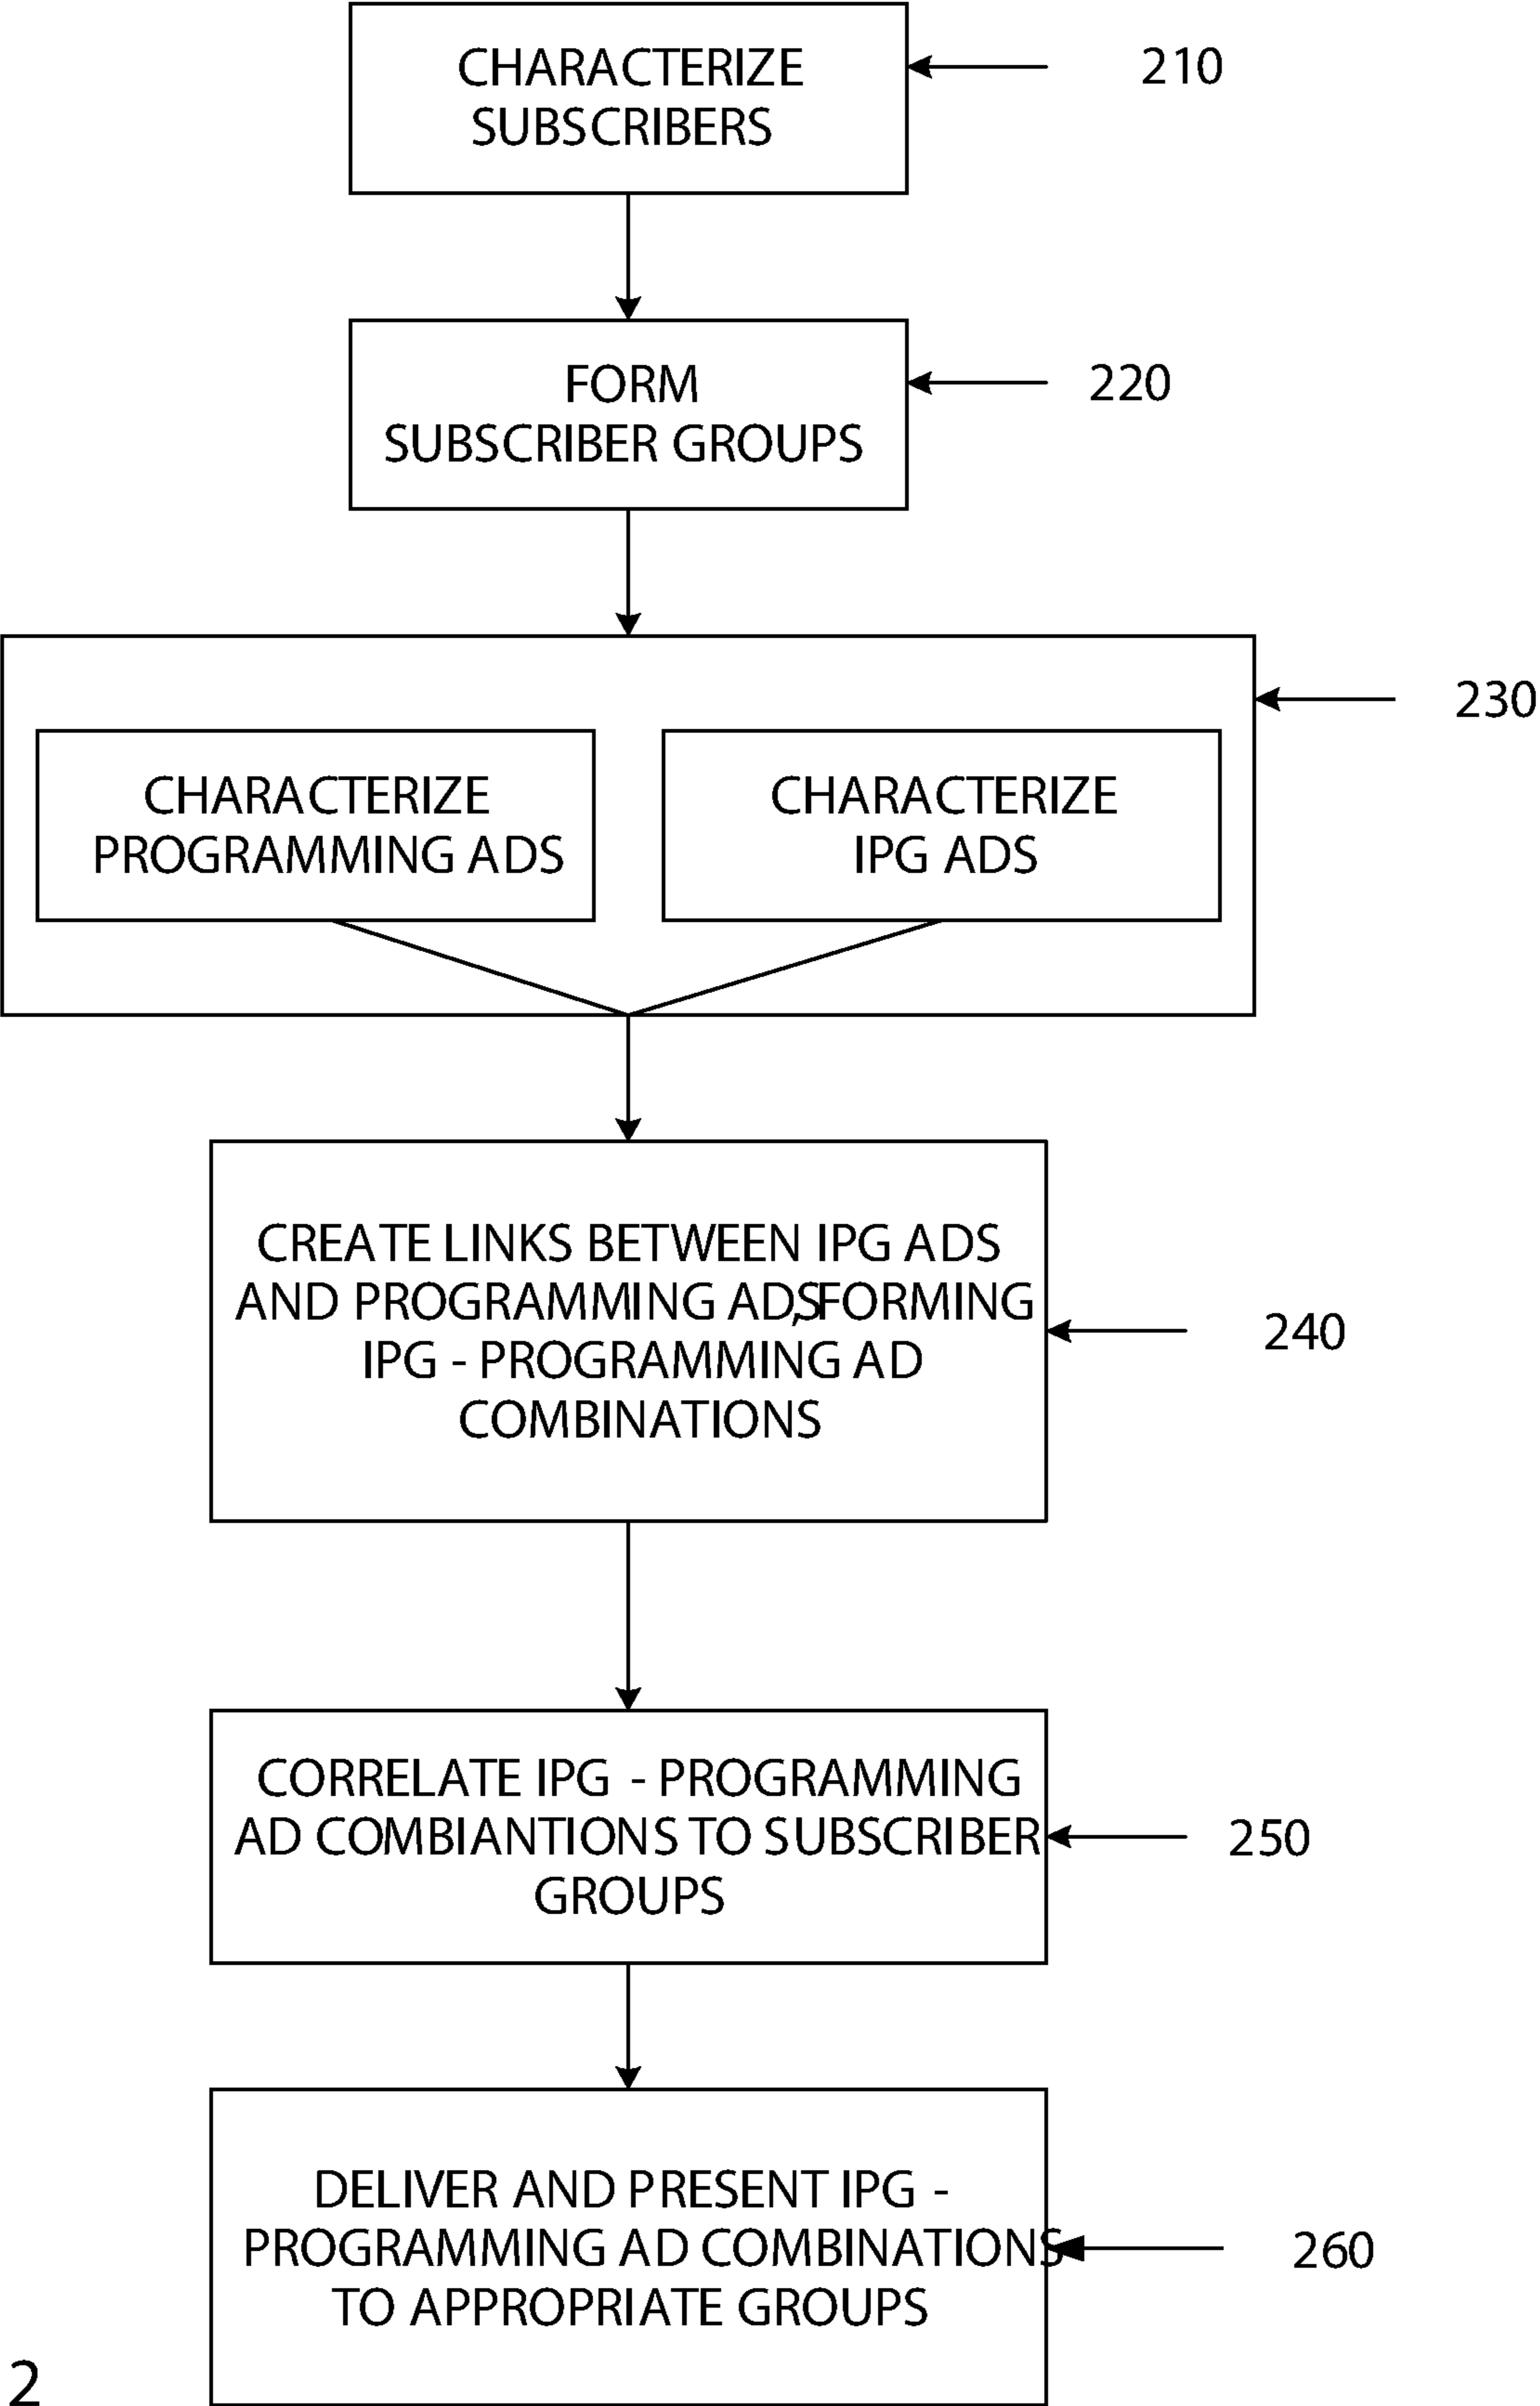 CHARACTERIZE
SUBSCRIBERS
210
FORM
SUBSCRIBER GROUPS
220
230
CHARACTERIZE
PROGRAMMING ADS
CHARACTERIZE
IPG ADS
CREATE LINKS BETWEEN IPG ADS
AND PROGRAMMING ADS, FORMING
IPG - PROGRAMMING AD
COMBINATIONS
240
CORRELATE IPG - PROGRAMMING
AD COMBIANTIONS TO SUBSCRIBER
GROUPS
250
DELIVER AND PRESENT IPG -
PROGRAMMING AD COMBINATIONS
TO APPROPRIATE GROUPS
260
2